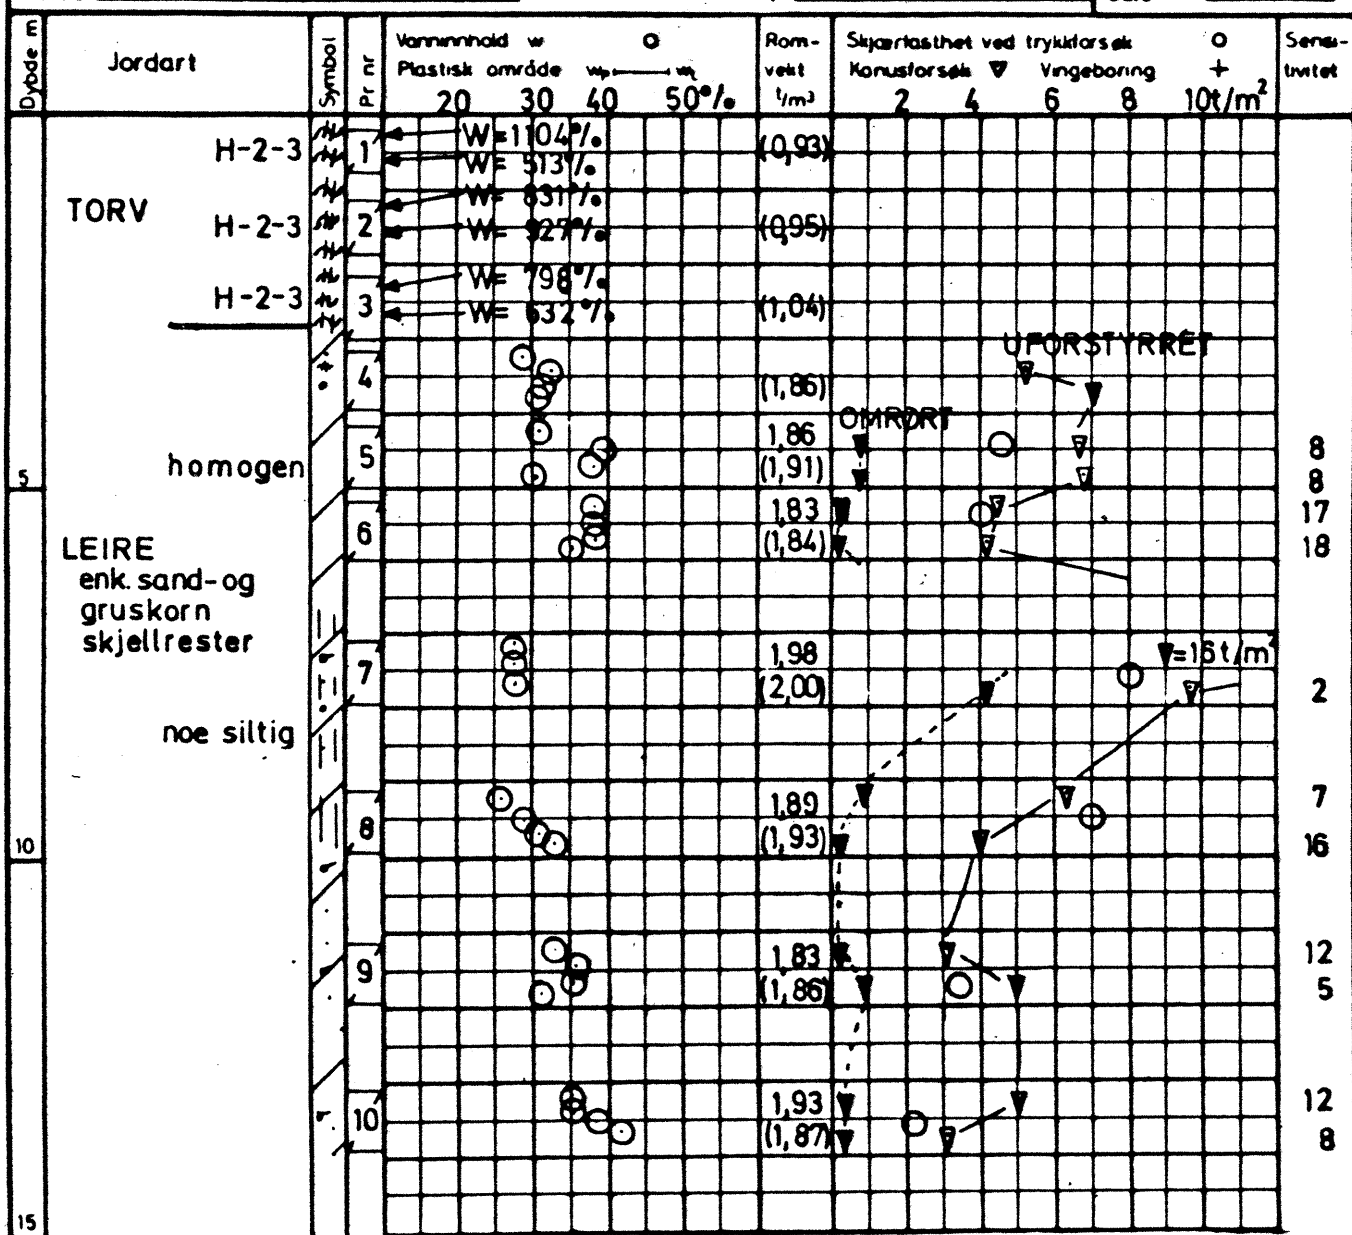 Dybde m
Jordart
Symbol
Pr nr
Vanninnhold w
Plastisk område wp wL
20 30 40 50%
Rom-
vekt
t/m3
Skjærfasthet ved trykkforsøk
Konusforsøk Vingeboring +
2 4 6 8 10t/m2
Sensi-
tivitet
H-2-3 1 W=1104% (0,93)
W= 513%
W= 831%
TORV H-2-3 2 W= 927% (0,95)
W= 798%
H-2-3 3 W= 632% (1,04)
UFORSTYRRET
4 (1,86)
OMRØRT
1,86 8
homogen 5 (1,91)
5 8
1,83 17
6 (1,84) 18
LEIRE
enk. sand-og
gruskorn
skjellrester
7 1,98 =16 t/m2
(2,00) 2
noe siltig
1,89 7
8 (1,93) 16
10
9 1,83 12
(1,86) 5
1,93 12
10 (1,87) 8
15